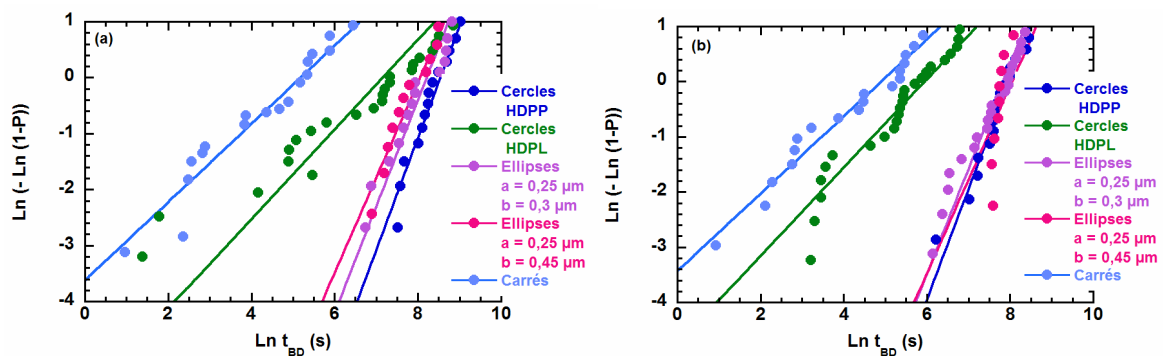 (a)
1
0
-1
-2
-3
-4
Ln (- Ln (1-P))
0 2 4 6 8 10
Ln tBD (s)
Cercles
HDPP
Cercles
HDPL
Ellipses
a = 0,25 µm
b = 0,3 µm
Ellipses
a = 0,25 µm
b = 0,45 µm
Carrés
(b)
1
0
-1
-2
-3
-4
Ln (- Ln (1-P))
0 2 4 6 8 10
Ln tBD (s)
Cercles
HDPP
Cercles
HDPL
Ellipses
a = 0,25 µm
b = 0,3 µm
Ellipses
a = 0,25 µm
b = 0,45 µm
Carrés